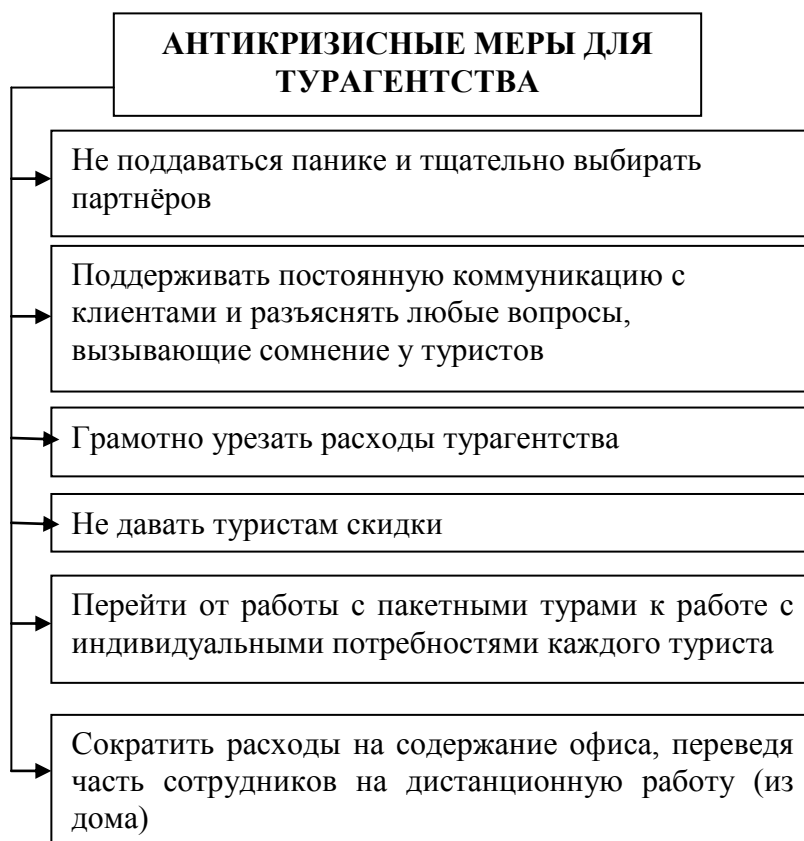 АНТИКРИЗИСНЫЕ МЕРЫ ДЛЯ
ТУРАГЕНТСТВА
Не поддаваться панике и тщательно выбирать
партнёров
Поддерживать постоянную коммуникацию с
клиентами и разъяснять любые вопросы,
вызывающие сомнение у туристов
Грамотно урезать расходы турагентства
Не давать туристам скидки
Перейти от работы с пакетными турами к работе с
индивидуальными потребностями каждого туриста
Сократить расходы на содержание офиса, переведя
часть сотрудников на дистанционную работу (из
дома)